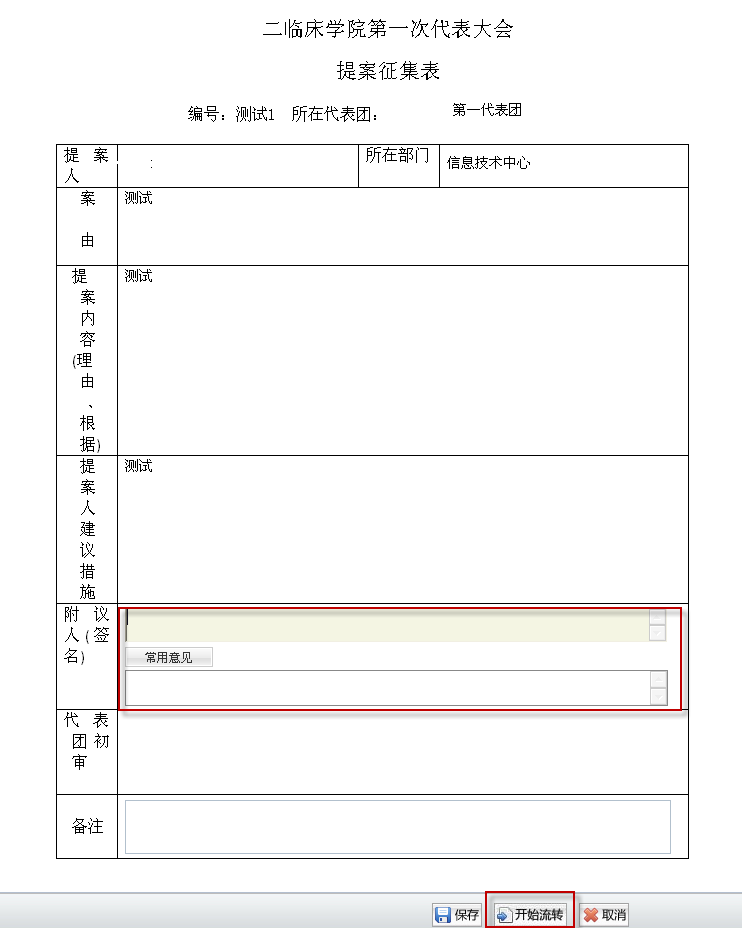 二临床学院第一次代表大会
提案征集表
编号：测试1 所在代表团： 第一代表团
提 案
人
：
所在部门
信息技术中心
案
由
测试
提
案
内
容
(理
由
、
根
据)
测试
提
案
人
建
议
措
施
测试
附 议
人(签
名)
常用意见
代 表
团初
审
备注
保存 开始流转 取消